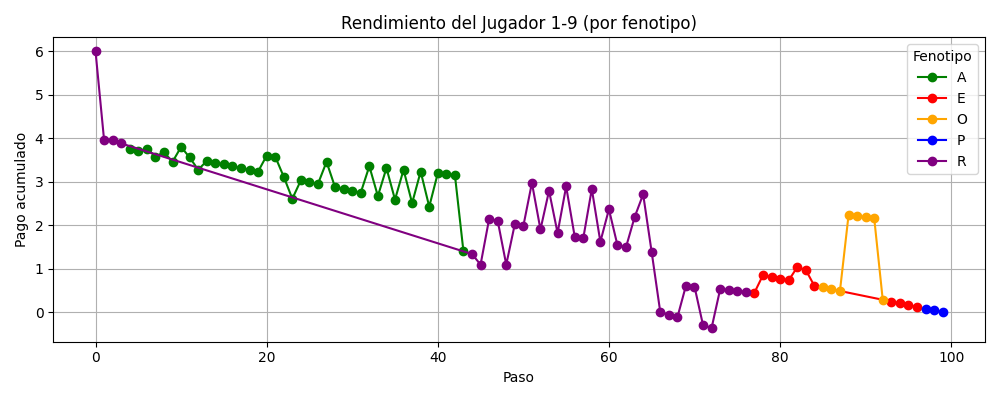 Rendimiento del Jugador 1-9 (por fenotipo)
Pago acumulado
6
5
4
3
2
1
0
Fenotipo
A
E
O
P
R
0 20 40 60 80 100
Paso